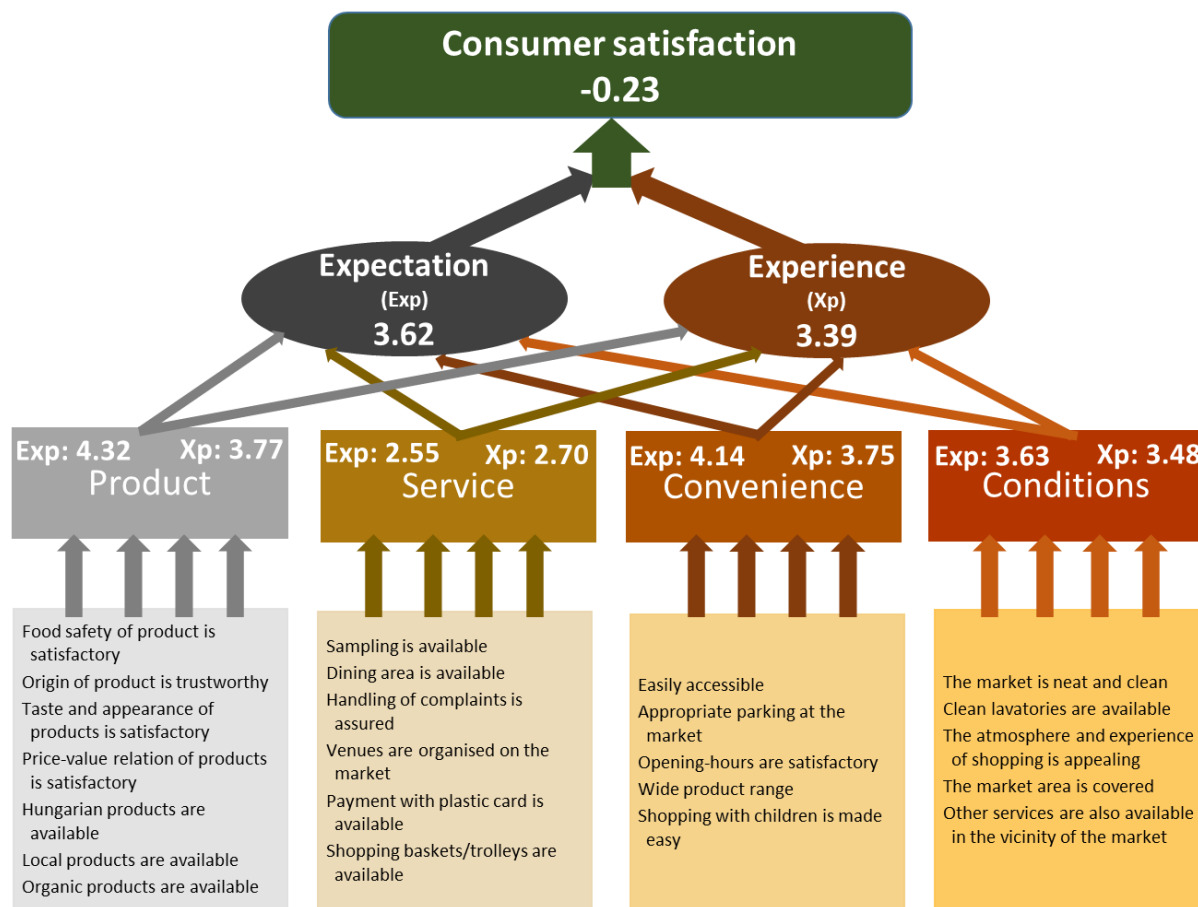 Consumer satisfaction
-0.23
Expectation
(Exp)
3.62
Experience
(Xp)
3.39
Exp: 4.32 Xp: 3.77
Product
Exp: 2.55 Xp: 2.70
Service
Exp: 4.14 Xp: 3.75
Convenience
Exp: 3.63 Xp: 3.48
Conditions
Food safety of product is
satisfactory
Origin of product is trustworthy
Taste and appearance of
products is satisfactory
Price-value relation of products
is satisfactory
Hungarian products are
available
Local products are available
Organic products are available
Sampling is available
Dining area is available
Handling of complaints is
assured
Venues are organised on the
market
Payment with plastic card is
available
Shopping baskets/trolleys are
available
Easily accessible
Appropriate parking at the
market
Opening-hours are satisfactory
Wide product range
Shopping with children is made
easy
The market is neat and clean
Clean lavatories are available
The atmosphere and experience
of shopping is appealing
The market area is covered
Other services are also available
in the vicinity of the market